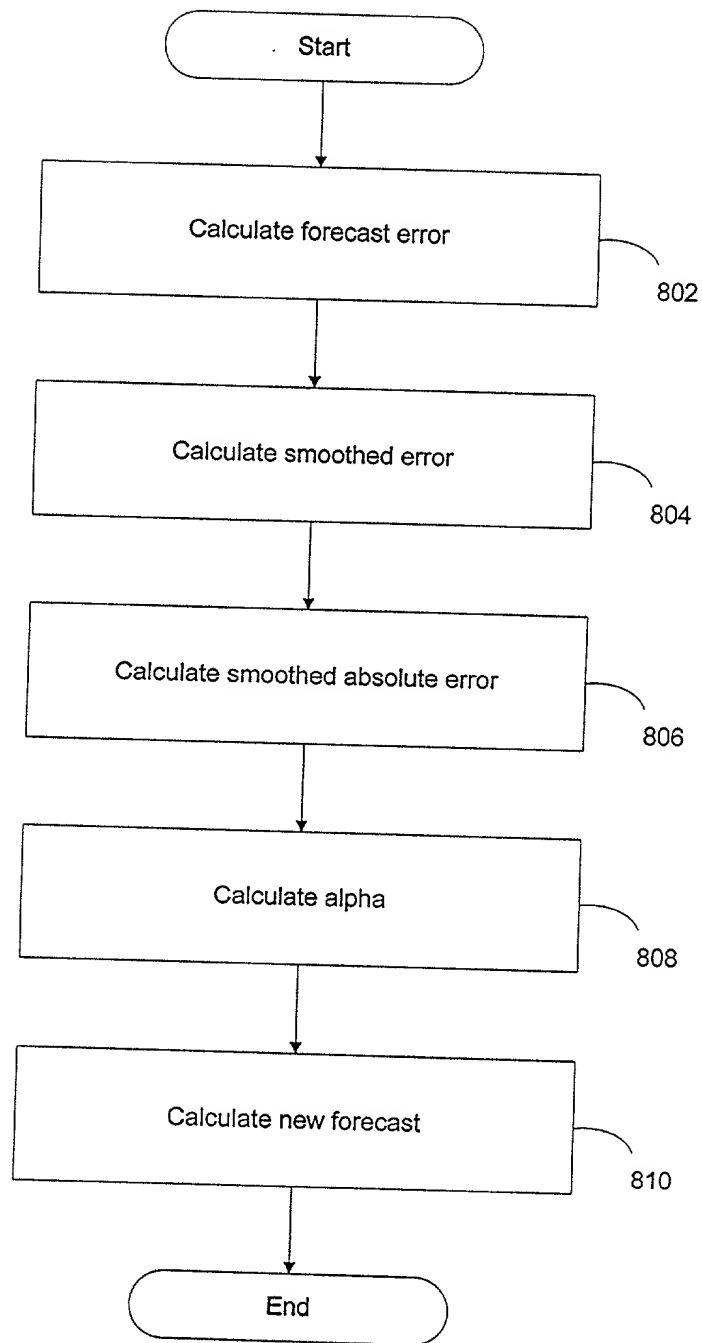 Start
Calculate forecast error
802
Calculate smoothed error
804
Calculate smoothed absolute error
806
Calculate alpha
808
Calculate new forecast
810
End